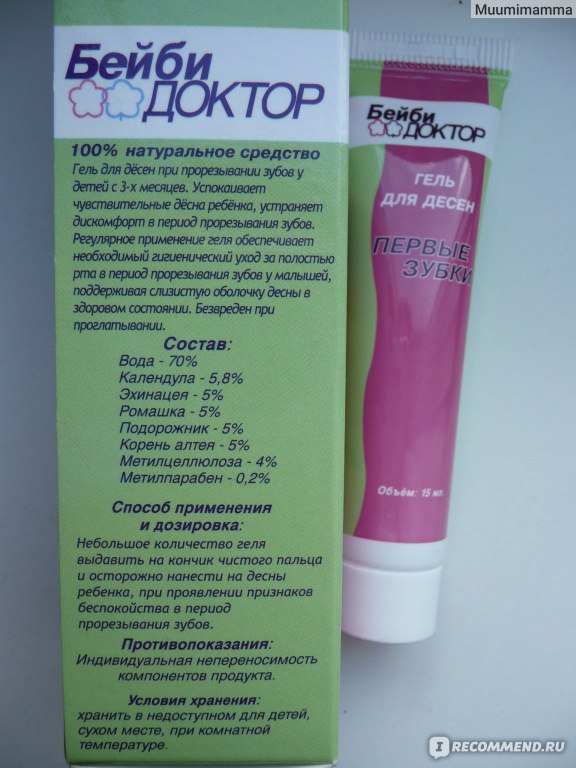 Muumimamma
Бейби
ДОКТОР
100% натуральное средство
Гель для дёсен при прорезывании зубов у
детей с 3-х месяцев. Успокаивает
чувствительные дёсна ребёнка, устраняет
дискомфорт в период прорезывания зубов.
Регулярное применение геля обеспечивает
необходимый гигиенический уход за полостью
рта в период прорезывания зубов у малышей,
поддерживая слизистую оболочку десны в
здоровом состоянии. Безвреден при
проглатывании.
Состав:
Вода - 70%
Календула - 5,8%
Эхинацея - 5%
Ромашка - 5%
Подорожник - 5%
Корень алтея - 5%
Метилцеллюлоза - 4%
Метилпарабен - 0,2%
Способ применения
и дозировка:
Небольшое количество геля
выдавить на кончик чистого пальца
и осторожно нанести на десны
ребенка, при проявлении признаков
беспокойства в период
прорезывания зубов.
Противопоказания:
Индивидуальная непереносимость
компонентов продукта.
Условия хранения:
хранить в недоступном для детей,
сухом месте, при комнатной
температуре.
Бейби
ДОКТОР
ГЕЛЬ
ДЛЯ ДЕСЕН
ПЕРВЫЕ
ЗУБКИ
Объём: 15 мл.
I RECOMMEND.RU